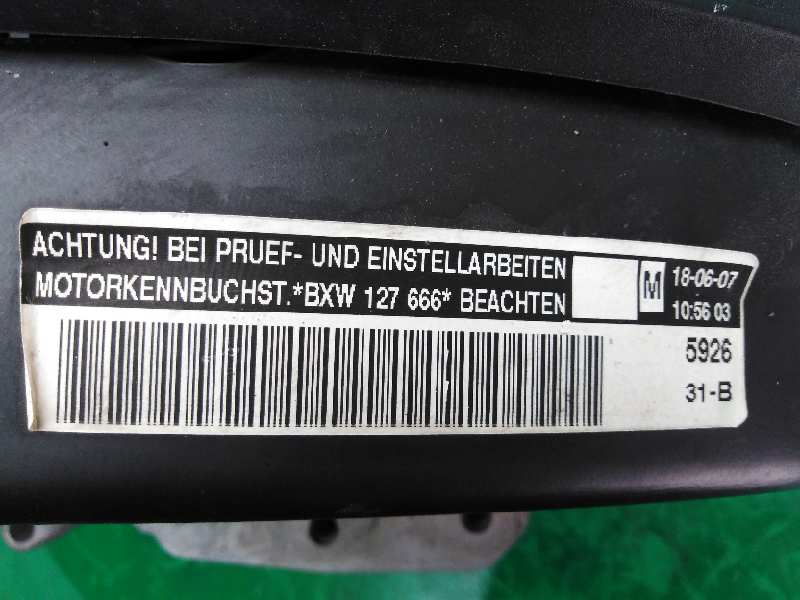 ACHTUNG! BEI PRUEF- UND EINSTELLARBEITEN
MOTORKENNBUCHST.*BXW 127 666* BEACHTEN
M
18-06-07
10:56 03
5926
31-B